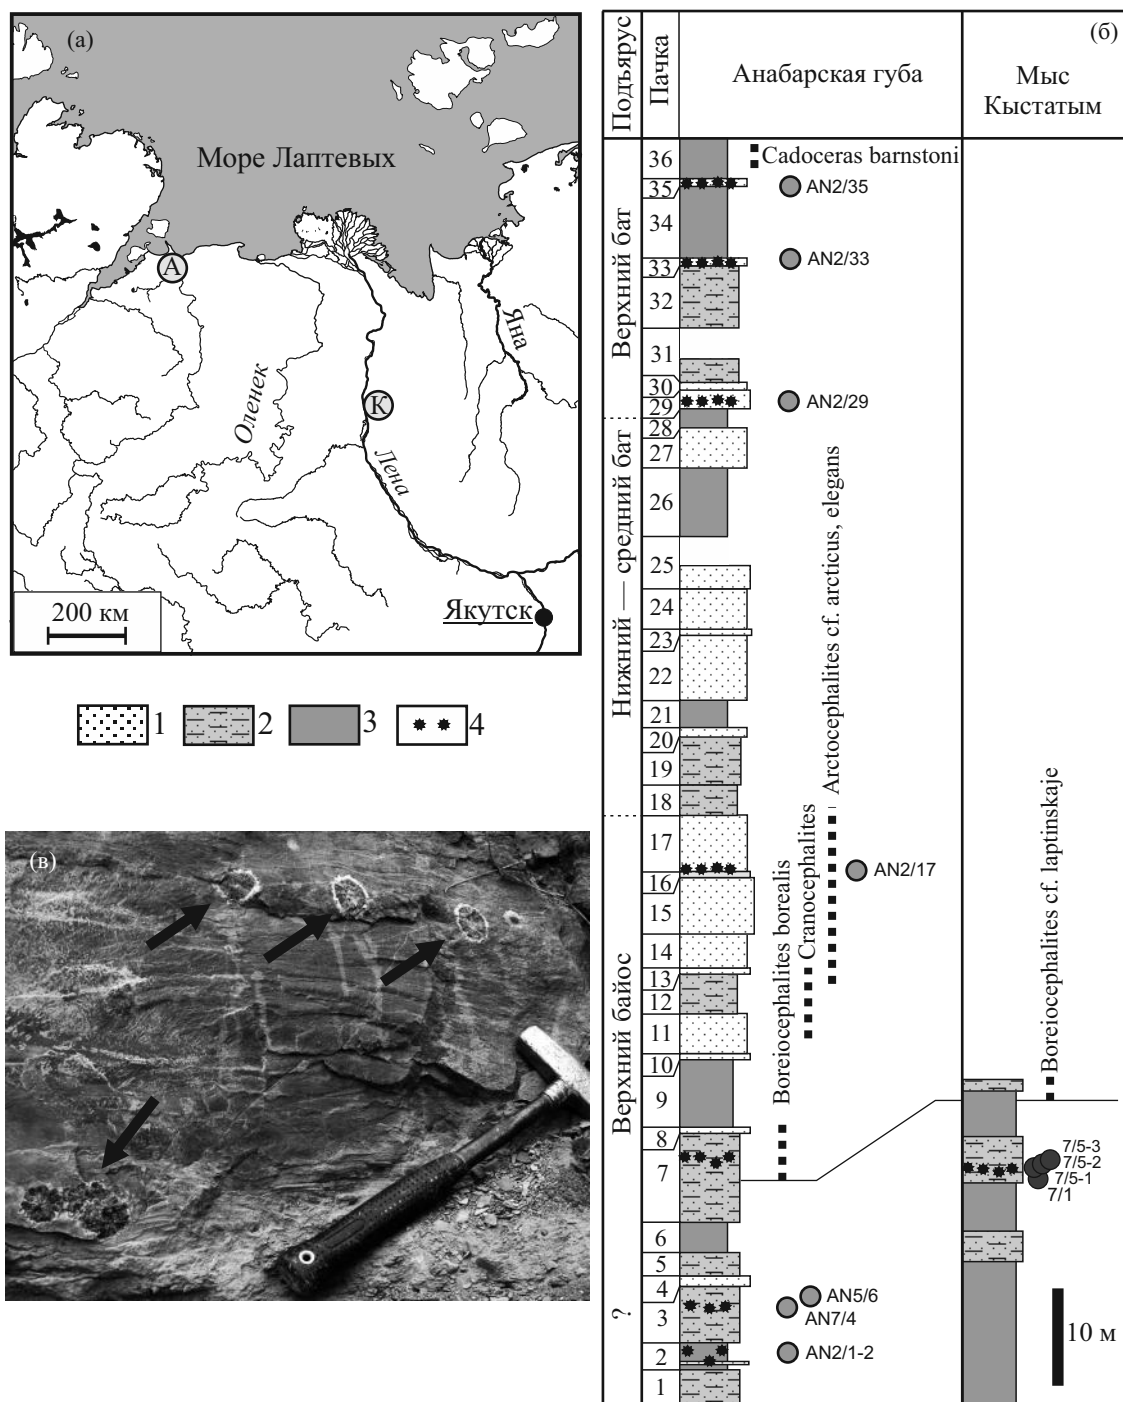 (а)
Море Лаптевых
А
К
Оленек
Лена
Яна
Якутск
200 км
1
2
3
4
(в)
(б)
Подъярус
Пачка
Анабарская губа
Мыс
Кыстатым
Верхний бат
Нижний — средний бат
Верхний байос
?
36
35
34
33
32
31
30
29
28
27
26
25
24
23
22
21
20
19
18
17
16
15
14
13
12
11
10
9
8
7
6
5
4
3
2
1
Cadoceras barnstoni
AN2/35
AN2/33
AN2/29
Arctocephalites cf. arcticus, elegans
AN2/17
Cranocephalites
Boreiocephalites borealis
Boreiocephalites cf. laptinskaje
7/5-3
7/5-2
7/5-1
7/1
AN5/6
AN7/4
AN2/1-2
10 м